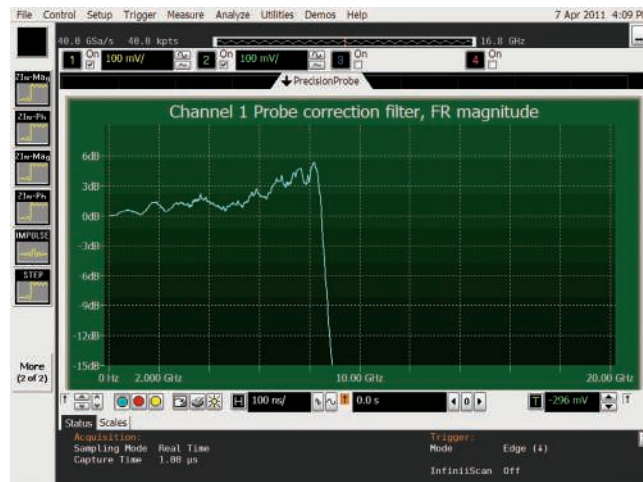 File Control Setup Trigger Measure Analyze Utilities Demos Help 7 Apr 2011 4:09 P
40.0 GSa/s 40.0 kpts 16.8 GHz
1 On 100 mV/ 2 On 100 mV/ 3 On 4 On
PrecisionProbe
Channel 1 Probe correction filter, FR magnitude
ZIn-Mag
ZIn-Ph
ZIn-Mag
ZIn-Ph
IMPULSE
STEP
More
(2 of 2)
6dB
3dB
0dB
-3dB
-6dB
-9dB
-12dB
-15dB
0 Hz 2.000 GHz 10.00 GHz 20.00 GHz
H 100 ns/ 0.0 s 0 T -296 mV
Status Scales
Acquisition: Trigger:
Sampling Mode Real Time Mode Edge (↓)
Capture Time 1.00 µs
InfiniiScan Off